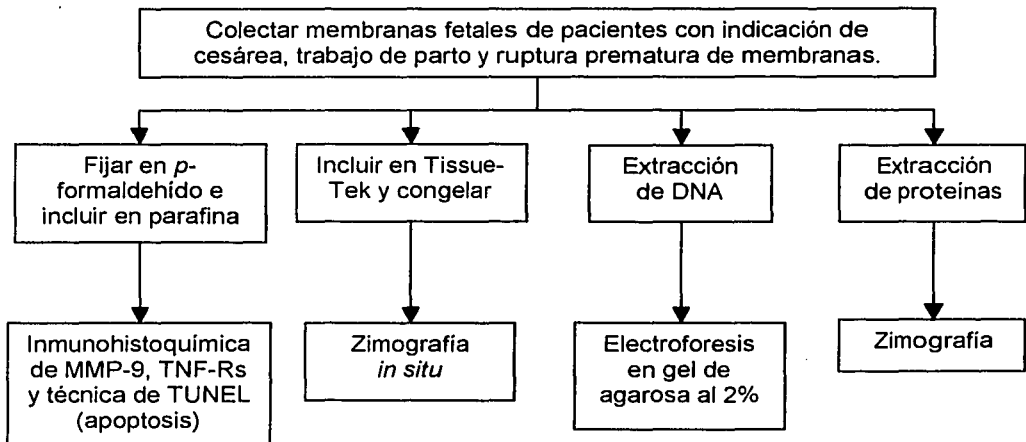 Colectar membranas fetales de pacientes con indicación de
cesárea, trabajo de parto y ruptura prematura de membranas.
Fijar en p-
formaldehído e
incluir en parafina
Incluir en Tissue-
Tek y congelar
Extracción
de DNA
Extracción
de proteínas
Inmunohistoquímica
de MMP-9, TNF-Rs
y técnica de TUNEL
(apoptosis)
Zimografía
in situ
Electroforesis
en gel de
agarosa al 2%
Zimografía